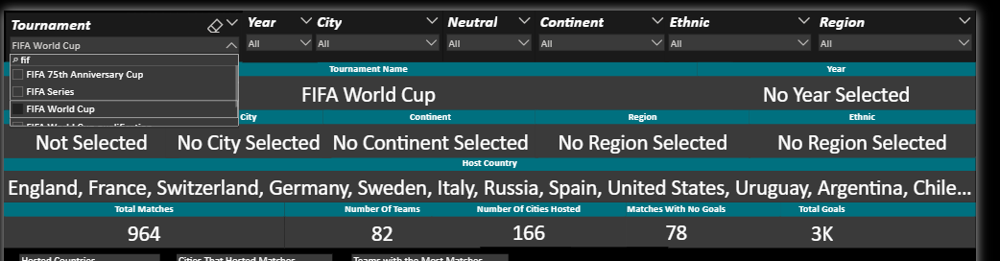 Tournament Year City Neutral Continent Ethnic Region
FIFA World Cup All All All All All All
fif
FIFA 75th Anniversary Cup
FIFA Series
FIFA World Cup
FIFA World Cup qualification
Tournament Name Year
FIFA World Cup No Year Selected
City Continent Region Ethnic
Not Selected No City Selected No Continent Selected No Region Selected No Region Selected
Host Country
England, France, Switzerland, Germany, Sweden, Italy, Russia, Spain, United States, Uruguay, Argentina, Chile...
Total Matches Number Of Teams Number Of Cities Hosted Matches With No Goals Total Goals
964 82 166 78 3K
Hosted Countries Cities That Hosted Matches Teams with the Most Matches